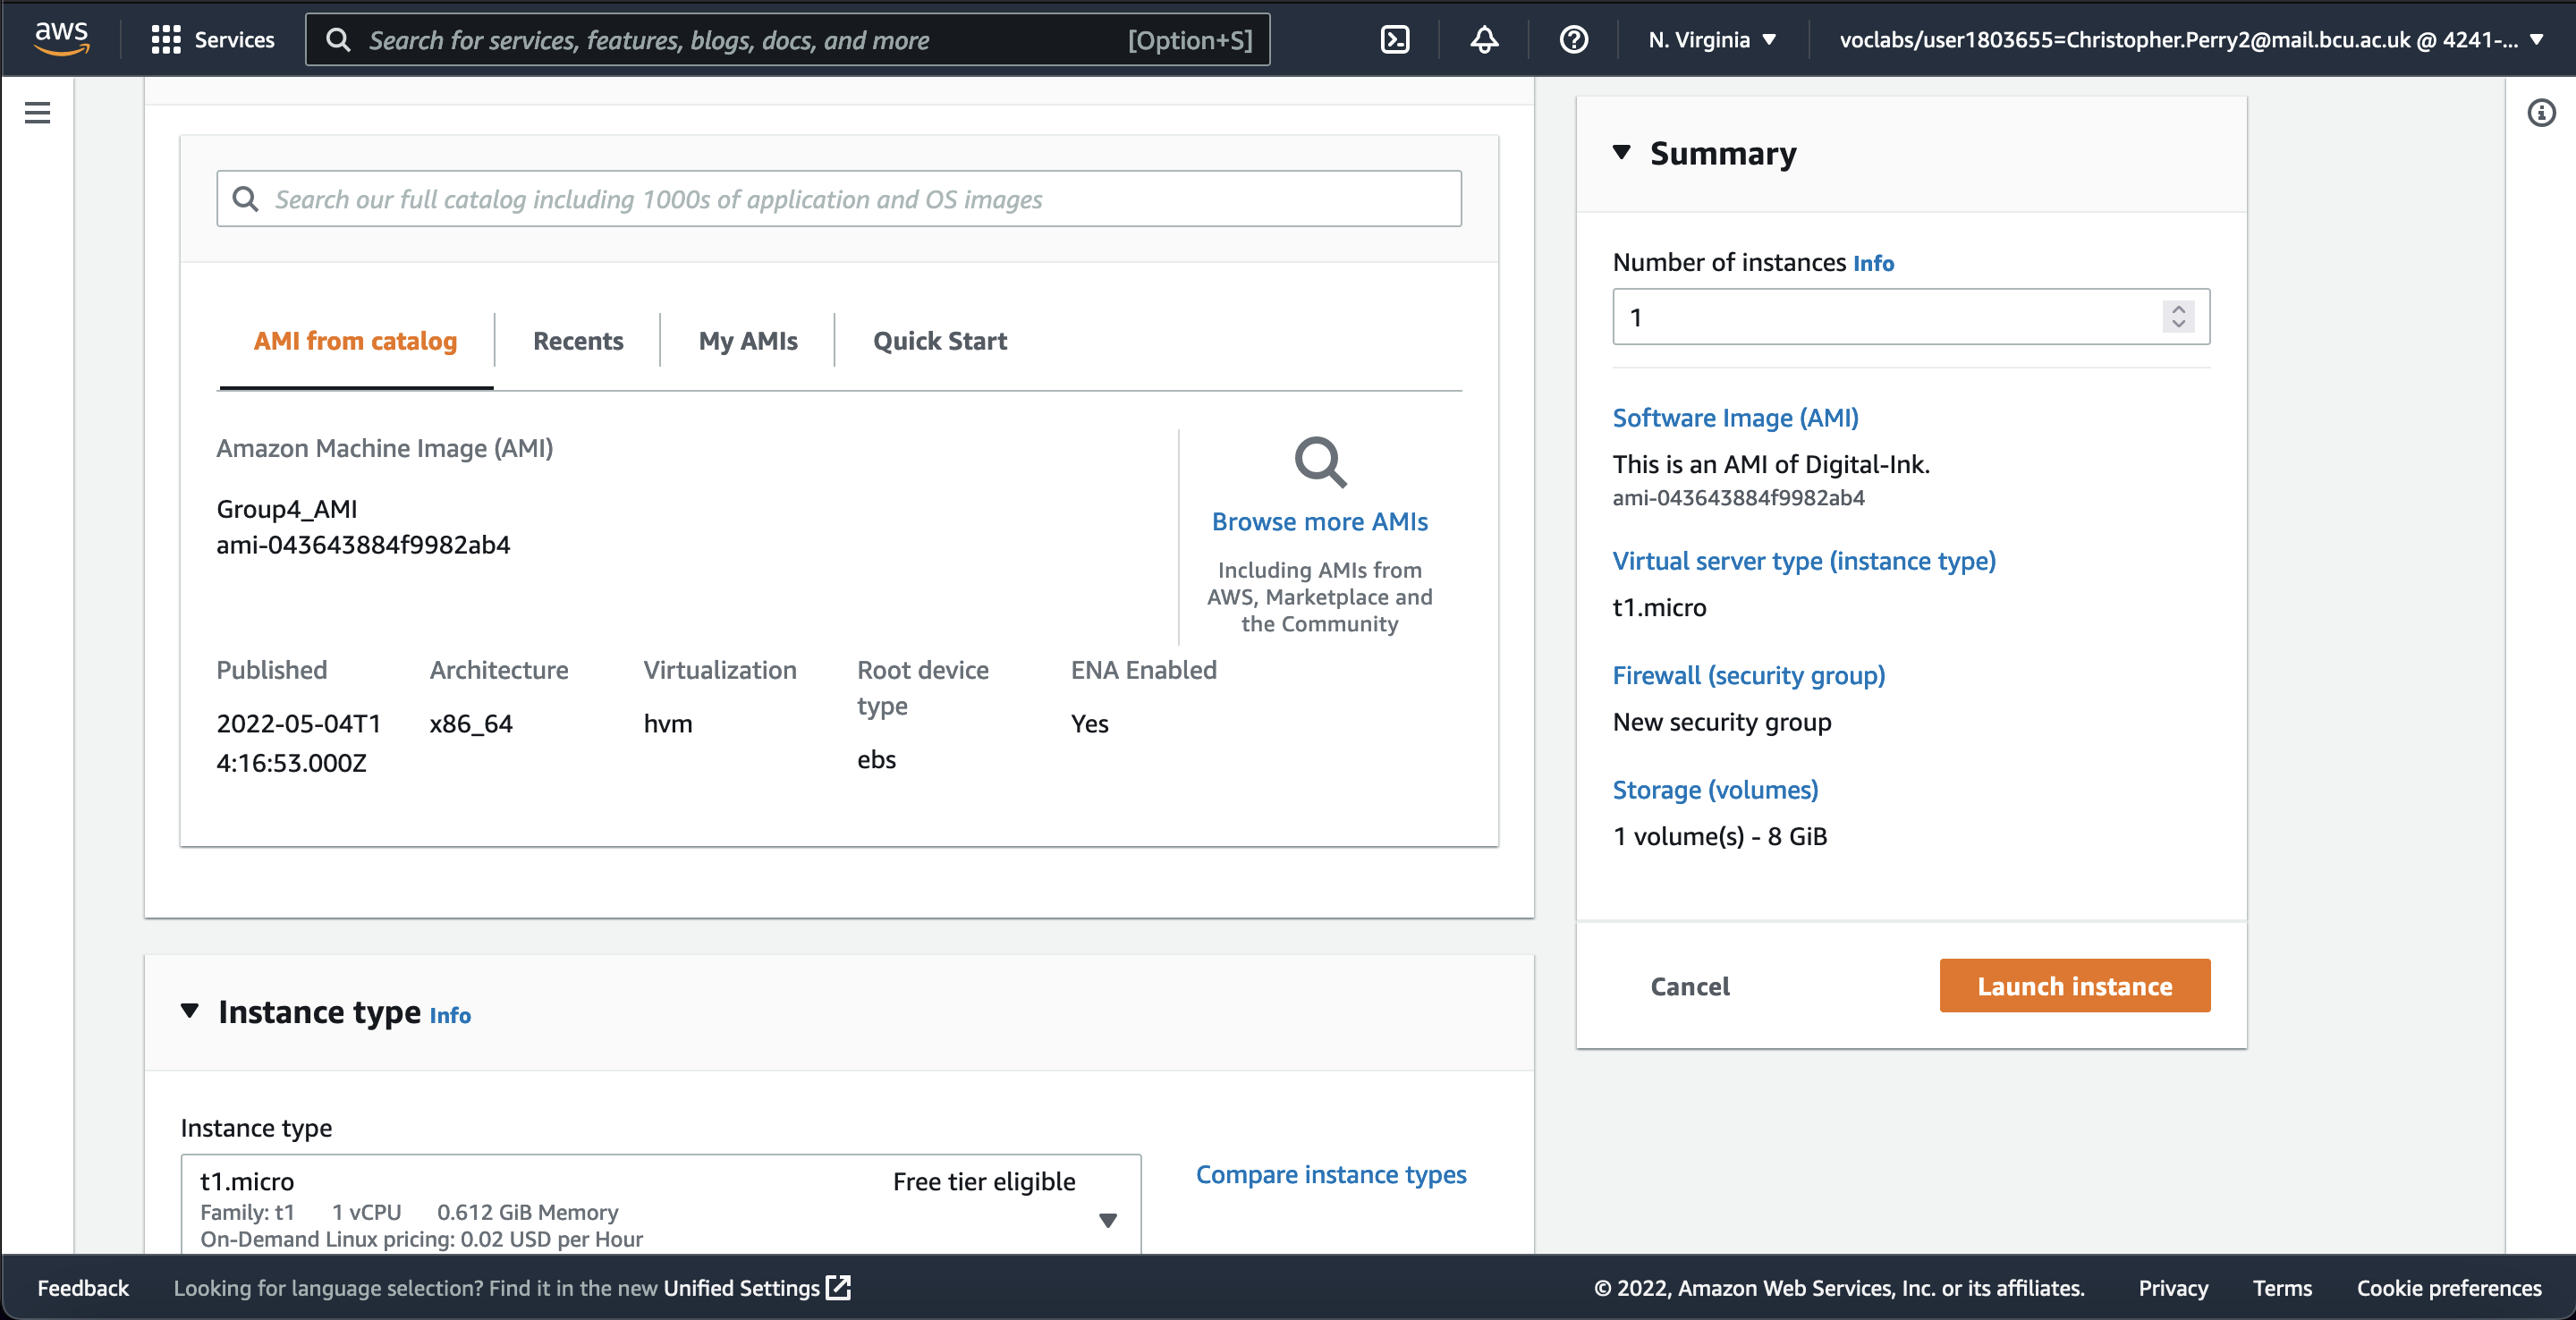 aws
Services
Search for services, features, blogs, docs, and more
[Option+S]
N. Virginia
voclabs/user1803655=Christopher.Perry2@mail.bcu.ac.uk @ 4241-...
Search our full catalog including 1000s of application and OS images
AMI from catalog
Recents
My AMIs
Quick Start
Amazon Machine Image (AMI)
Group4_AMI
ami-043643884f9982ab4
Browse more AMIs
Including AMIs from
AWS, Marketplace and
the Community
Published
2022-05-04T1
4:16:53.000Z
Architecture
x86_64
Virtualization
hvm
Root device
type
ebs
ENA Enabled
Yes
Instance type Info
Instance type
t1.micro
Free tier eligible
Family: t1 1 vCPU 0.612 GiB Memory
On-Demand Linux pricing: 0.02 USD per Hour
Compare instance types
Summary
Number of instances Info
1
Software Image (AMI)
This is an AMI of Digital-Ink.
ami-043643884f9982ab4
Virtual server type (instance type)
t1.micro
Firewall (security group)
New security group
Storage (volumes)
1 volume(s) - 8 GiB
Cancel
Launch instance
Feedback
Looking for language selection? Find it in the new Unified Settings
© 2022, Amazon Web Services, Inc. or its affiliates.
Privacy
Terms
Cookie preferences